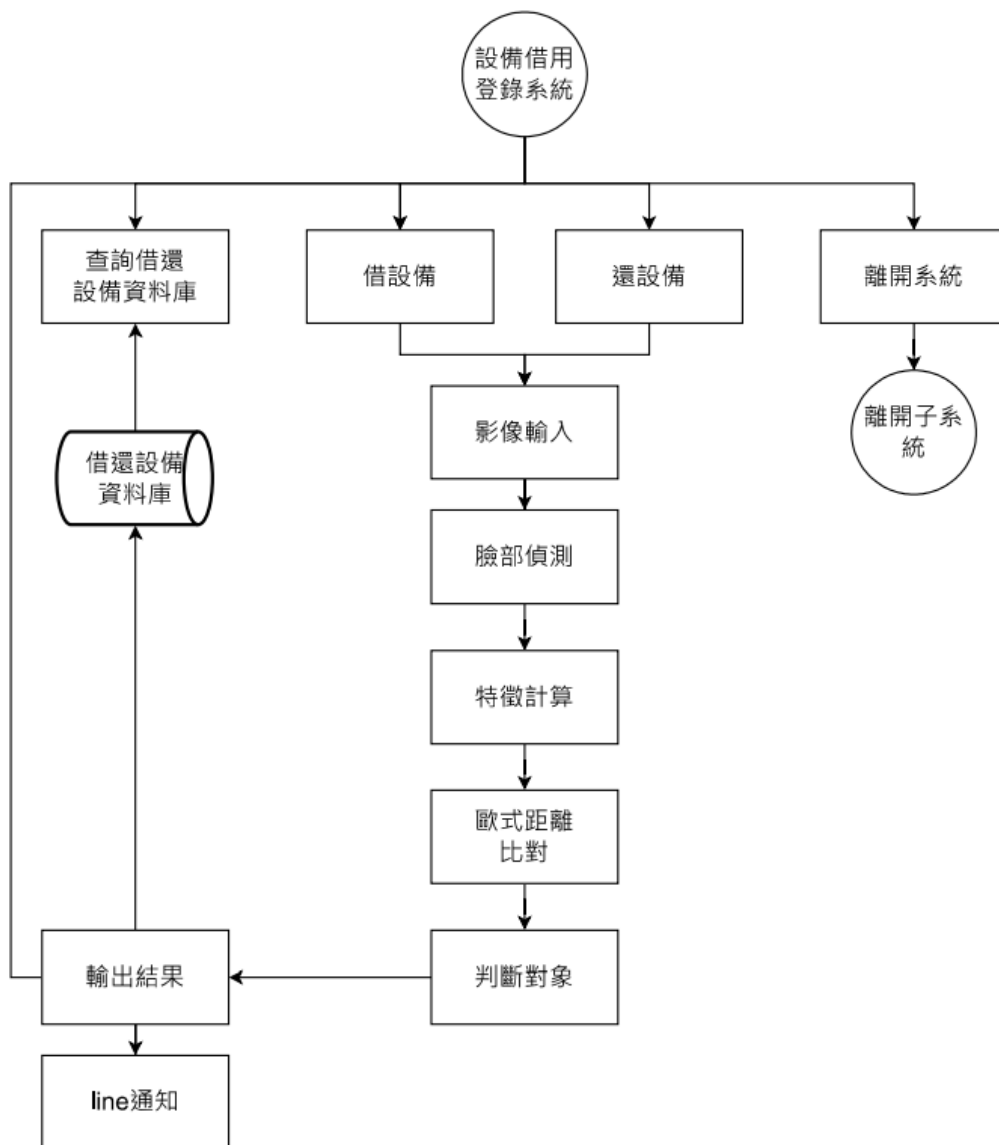 設備借用
登錄系統
查詢借還
設備資料庫
借設備
還設備
離開系統
影像輸入
離開子系
統
借還設備
資料庫
臉部偵測
特徵計算
歐式距離
比對
輸出結果
判斷對象
line通知